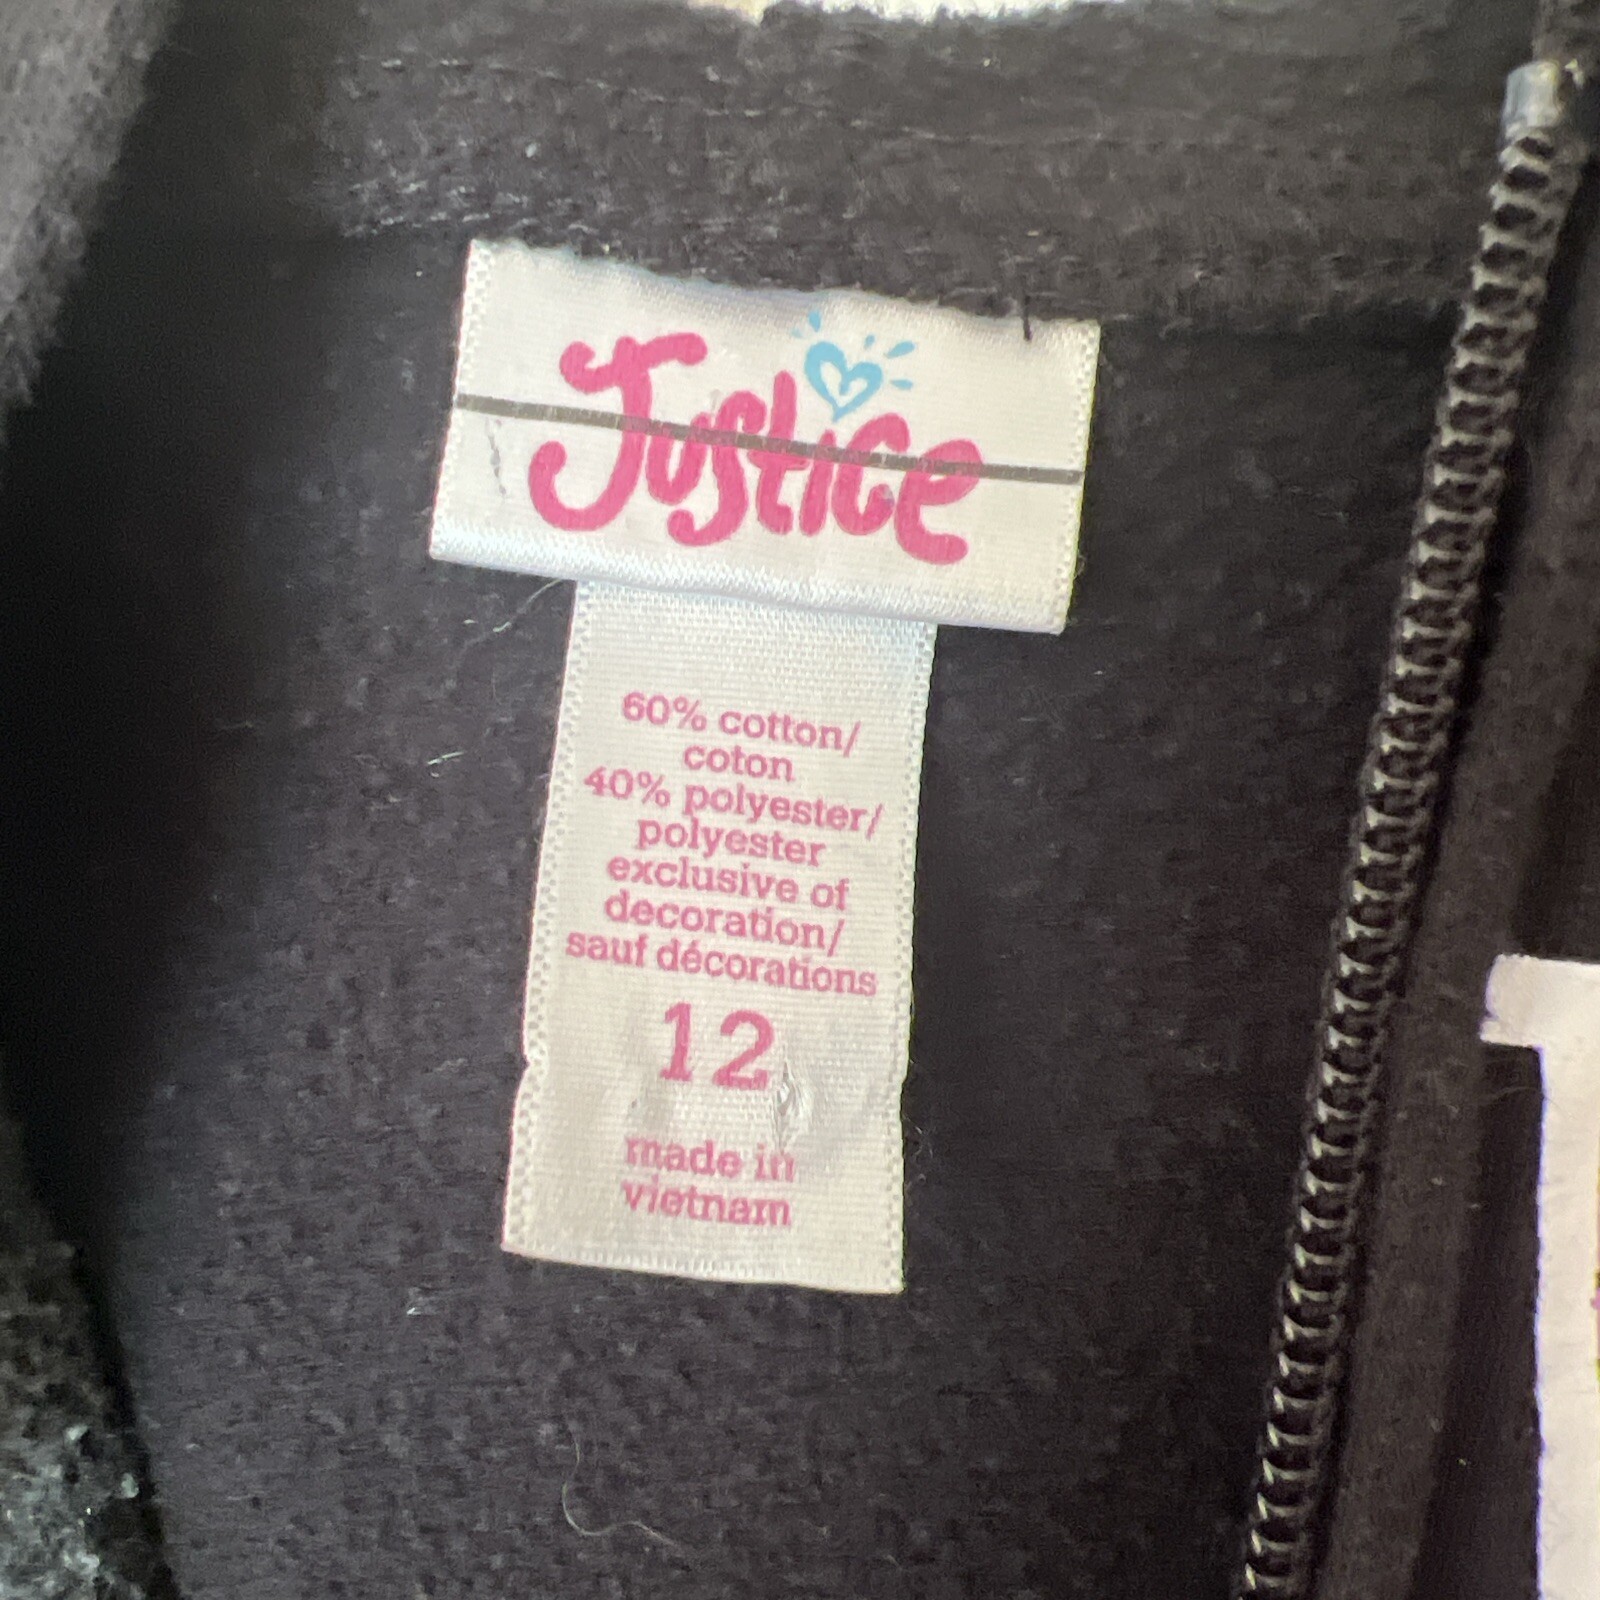 Justice
60% cotton/
coton
40% polyester/
polyester
exclusive of
decoration/
sauf décorations
12
made in
vietnam